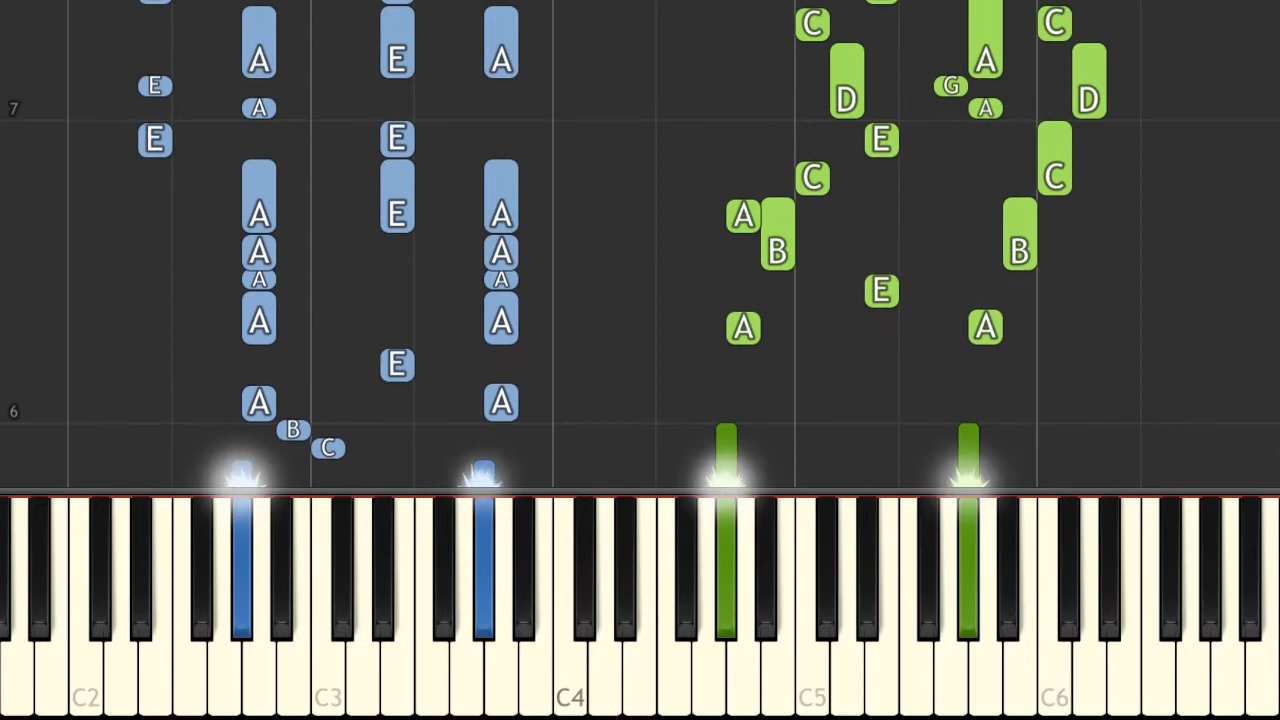 C C
A E A A
D D
E G
7 A A
E E E
C C
A E A A
A A B B
A A
E
A A A A
E
6 A A
B
C
C2 C3 C4 C5 C6